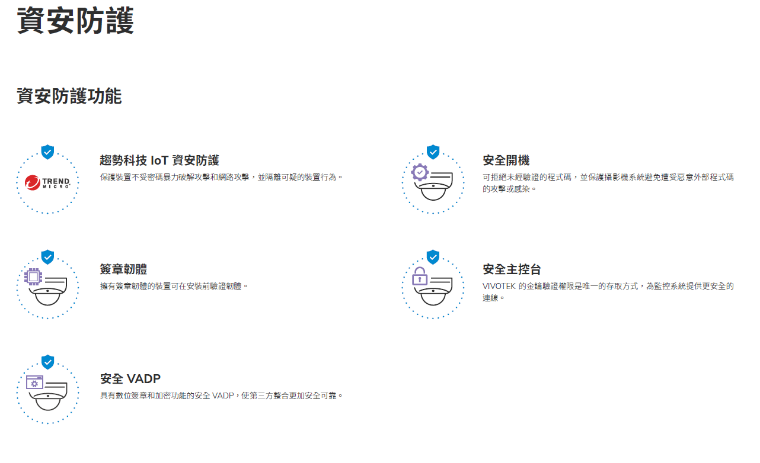 資安防護
資安防護功能
TREND
MICRO
趨勢科技 IoT 資安防護
保護裝置不受密碼暴力破解攻擊和網路攻擊，並隔離可疑的裝置行為。
安全開機
可拒絕未經驗證的程式碼，並保護攝影機系統避免遭受惡意外部程式碼
的攻擊或感染。
簽章韌體
擁有簽章韌體的裝置可在安裝前驗證韌體。
安全主控台
VIVOTEK 的金鑰驗證權限是唯一的存取方式，為監控系統提供更安全的
連線。
安全 VADP
具有數位簽章和加密功能的安全 VADP，使第三方整合更加安全可靠。